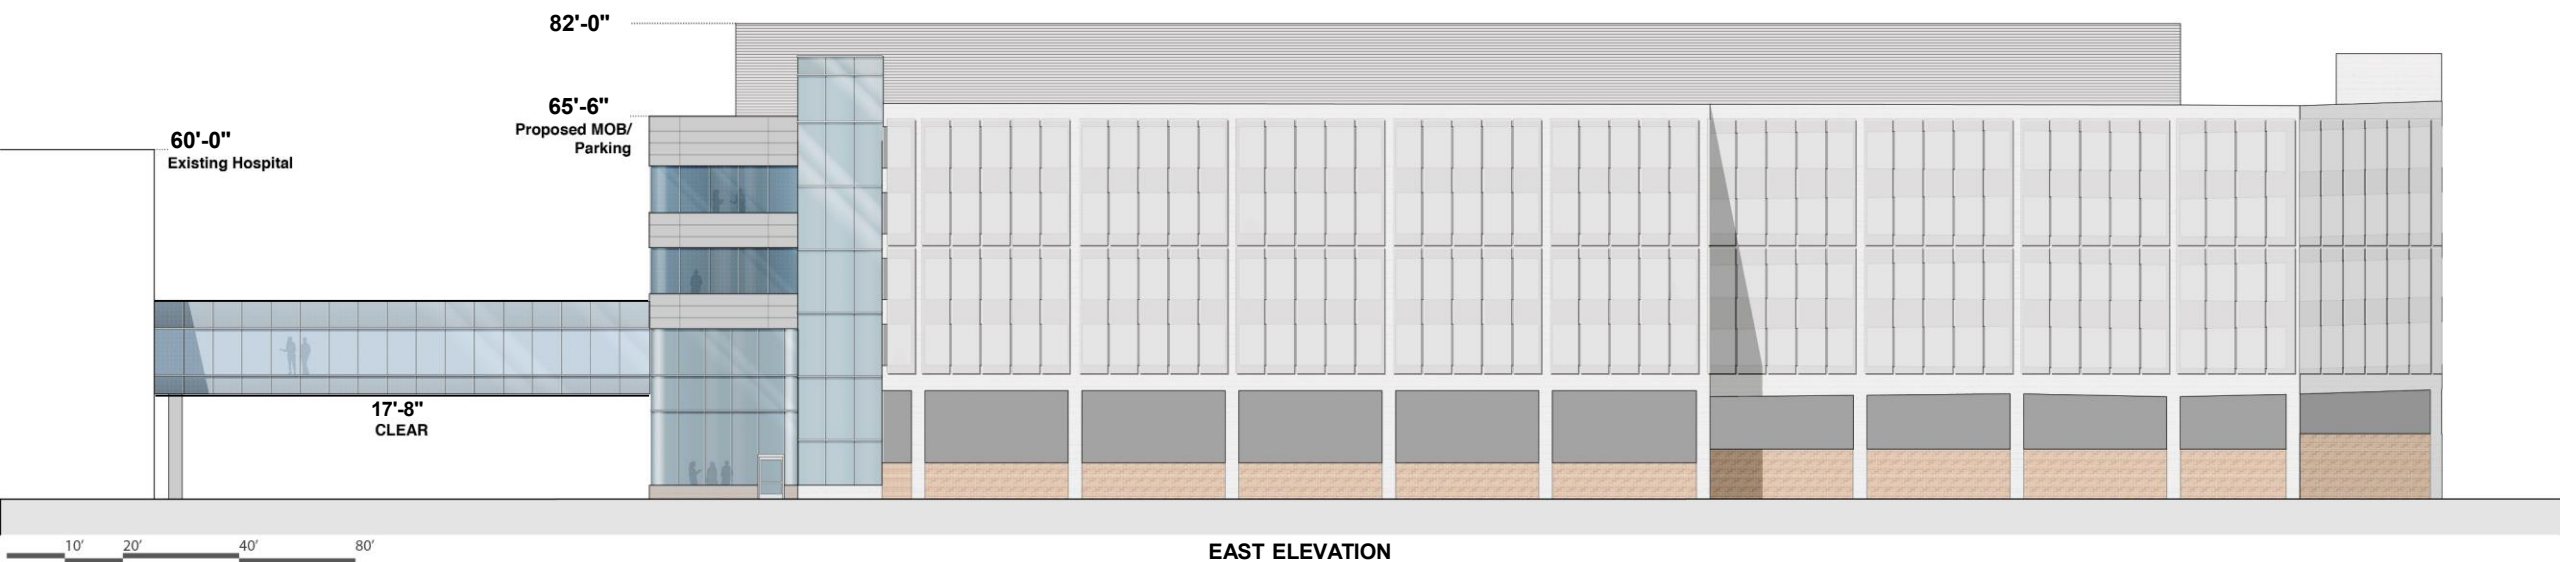 82'-0"
65'-6"
Proposed MOB/
Parking
60'-0"
Existing Hospital
17'-8"
CLEAR
10' 20' 40' 80'
EAST ELEVATION